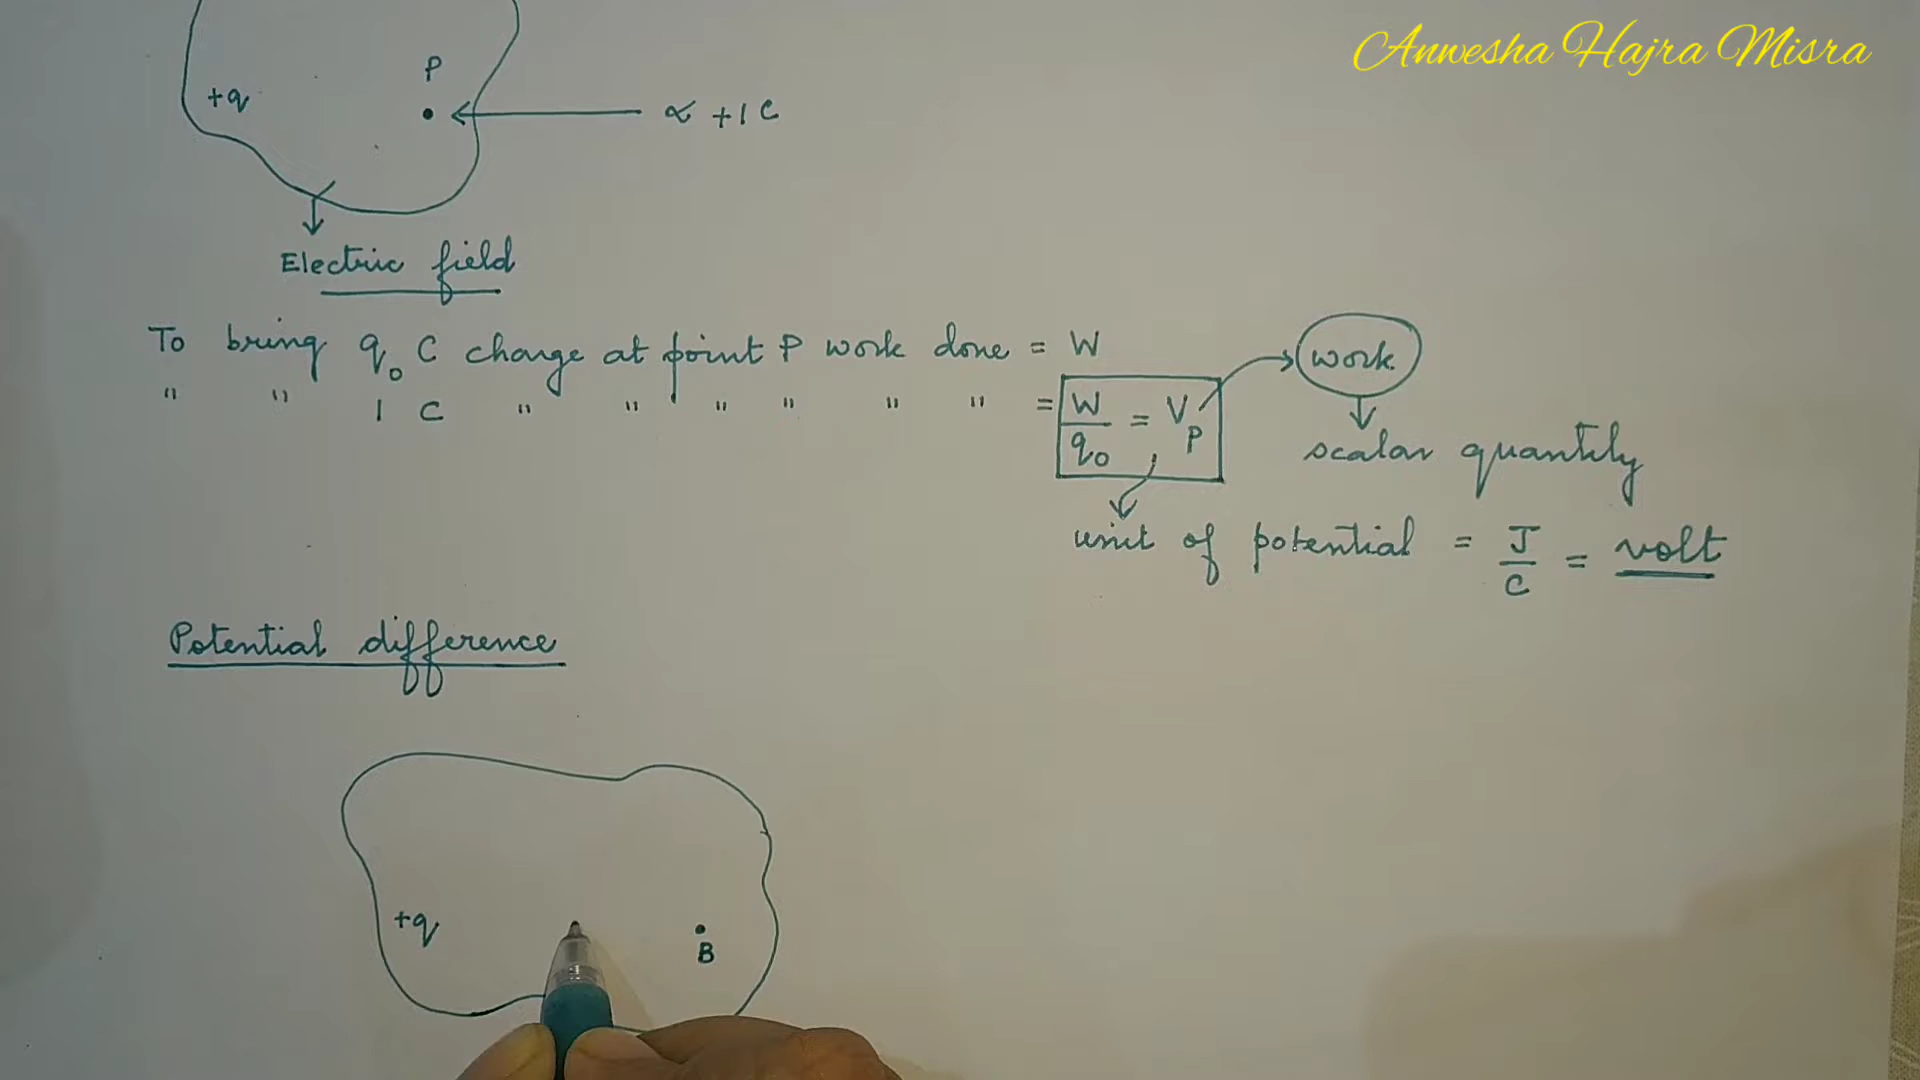 Anwesha Hajra Misra
P
+q
∝ +1 C
Electric field
To bring q₀ C charge at point P work done = W
" " 1 C " " " " " " = W/q₀ = V_P
work
scalar quantity
unit of potential = J/C = volt
Potential difference
+q
B